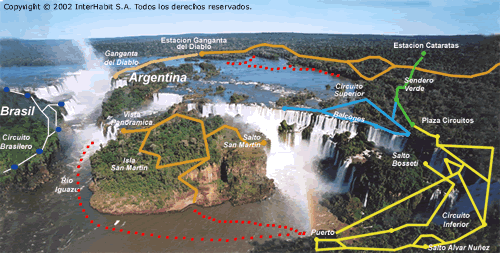 Copyright © 2002 InterHabit S.A. Todos los derechos reservados.
Estacion Ganganta
del Diablo
Estacion Cataratas
Ganganta
del Diablo
Argentina
Sendero
Verde
Circuito
Superior
Brasil
Vista
Panoramica
Balcones
Plaza Circuitos
Circuito
Brasilero
Salto
San Martin
Isla
San Martin
Salto
Bosseti
Rio
Iguazu
Circuito
Inferior
Puerto
Salto Alvar Nuñez